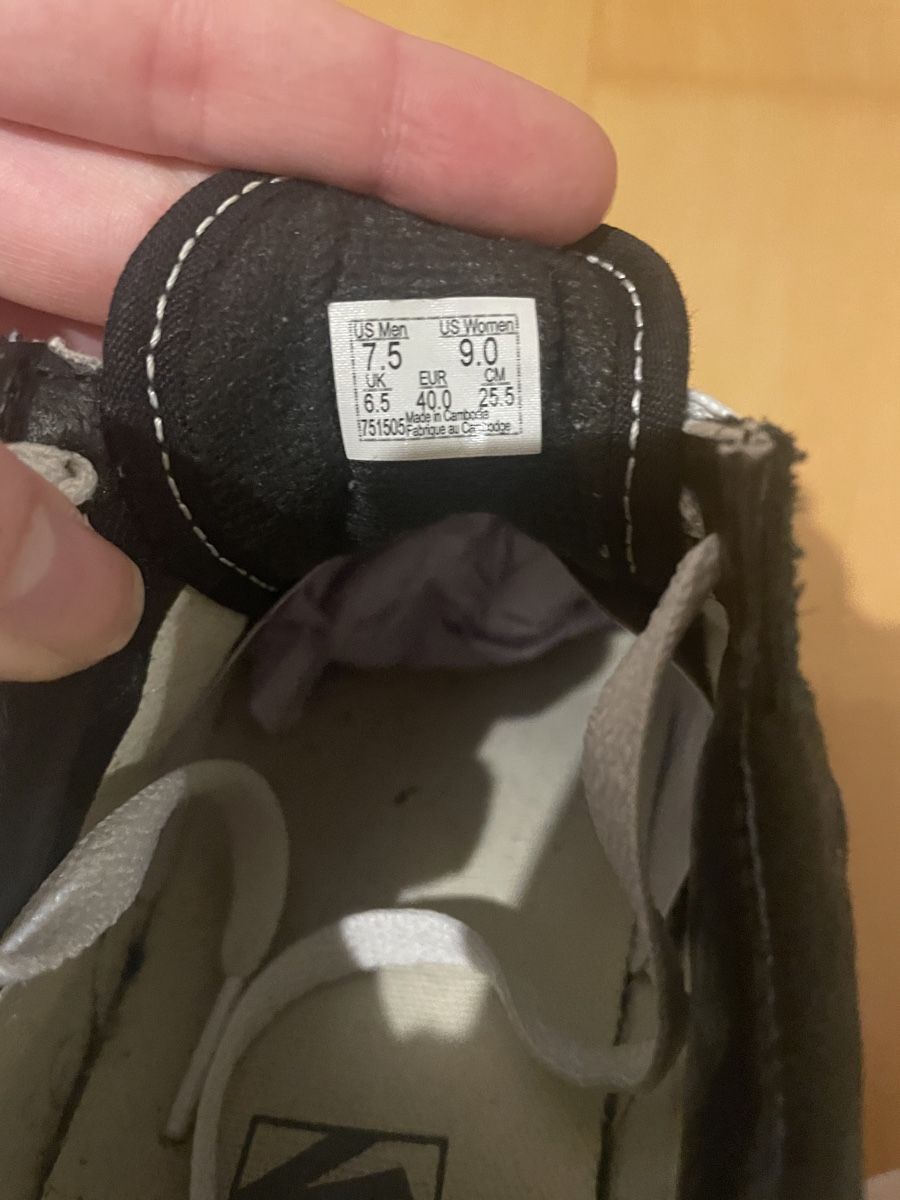 US Men US Women
7.5 9.0
UK EUR CM
6.5 40.0 25.5
751505 Made in Cambodia
Fabriqué au Cambodge